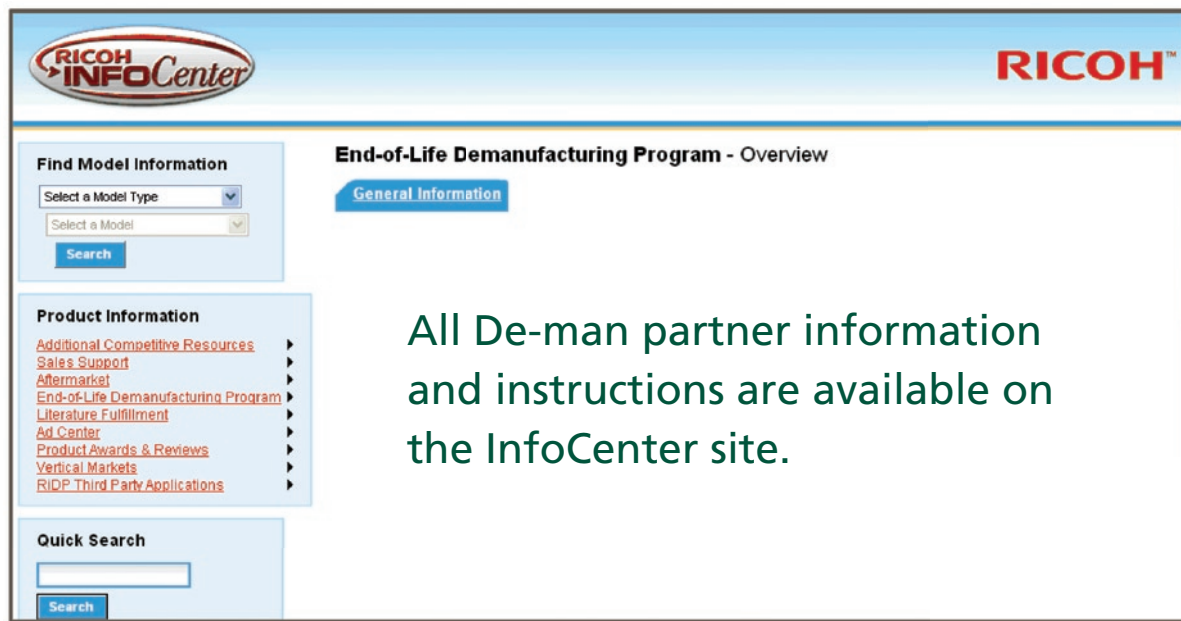 RICOH
INFOCenter
RICOH™
Find Model Information
Select a Model Type
Select a Model
Search
End-of-Life Demanufacturing Program - Overview
General Information
Product Information
Additional Competitive Resources
Sales Support
Aftermarket
End-of-Life Demanufacturing Program
Literature Fulfillment
Ad Center
Product Awards & Reviews
Vertical Markets
RIDP Third Party Applications
All De-man partner information
and instructions are available on
the InfoCenter site.
Quick Search
Search